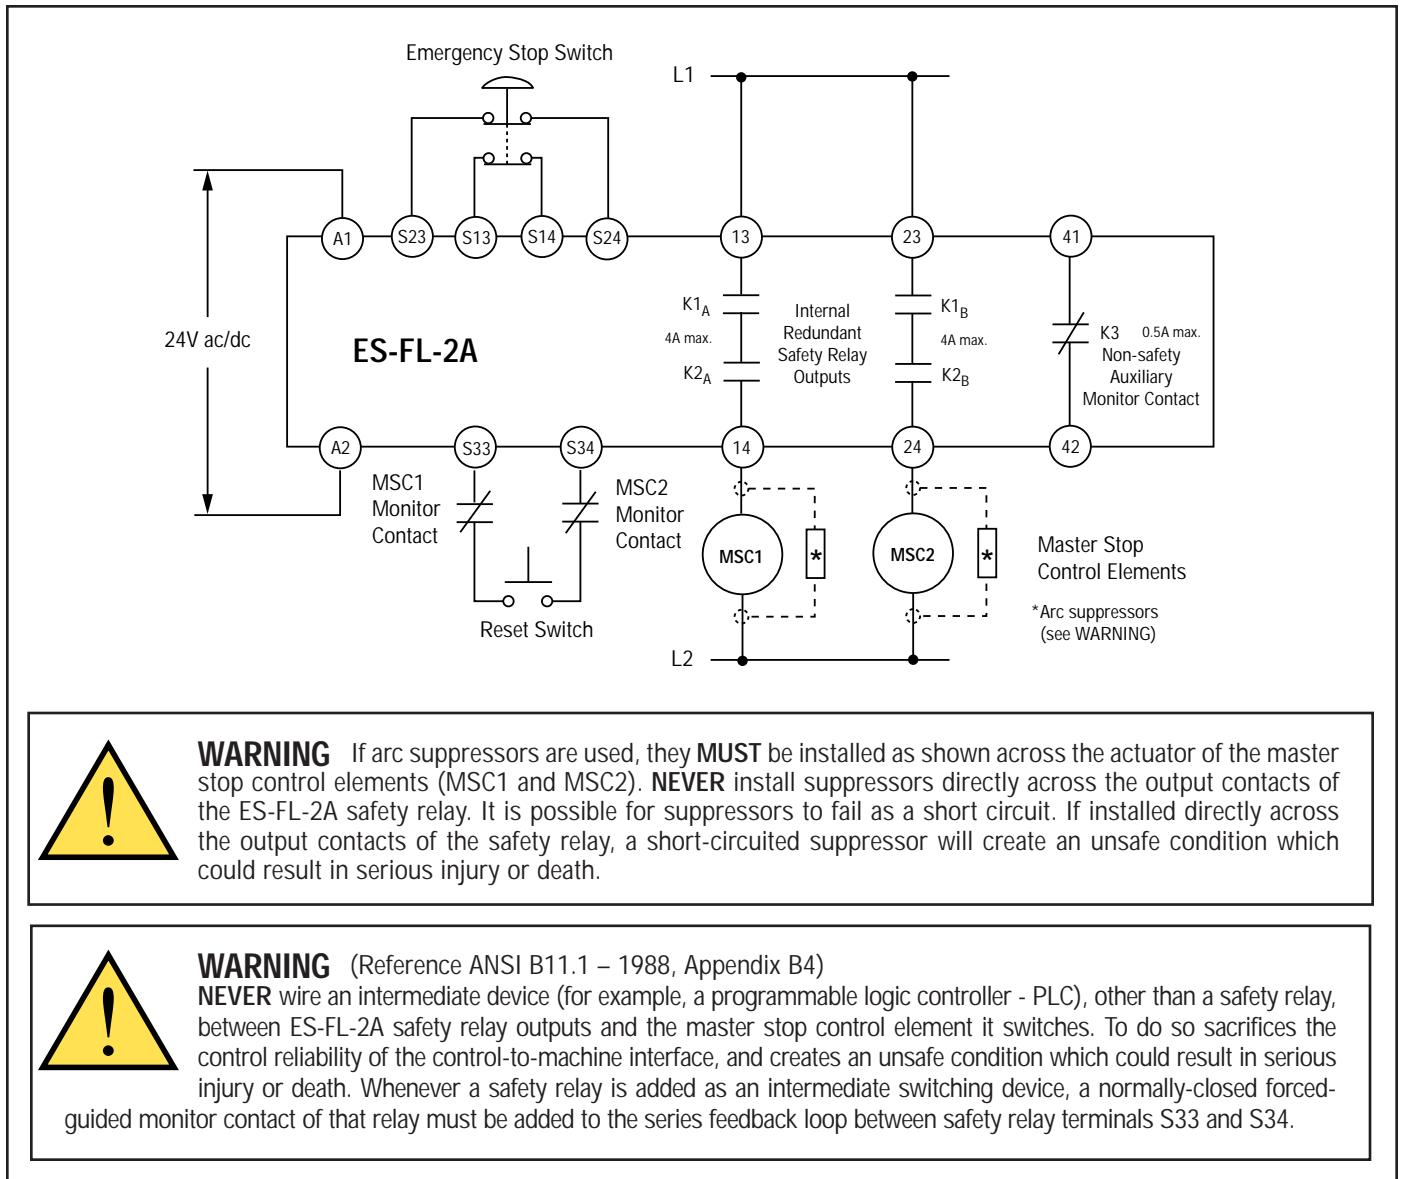 Emergency Stop Switch
L1
A1
S23
S13
S14
S24
13
23
41
24V ac/dc
ES-FL-2A
K1A
4A max.
K2A
Internal
Redundant
Safety Relay
Outputs
K1B
4A max.
K2B
K3 0.5A max.
Non-safety
Auxiliary
Monitor Contact
A2
S33
S34
14
24
42
MSC1
Monitor
Contact
MSC2
Monitor
Contact
Reset Switch
MSC1
*
MSC2
*
Master Stop
Control Elements
*Arc suppressors
(see WARNING)
L2
!
WARNING If arc suppressors are used, they MUST be installed as shown across the actuator of the master
stop control elements (MSC1 and MSC2). NEVER install suppressors directly across the output contacts of
the ES-FL-2A safety relay. It is possible for suppressors to fail as a short circuit. If installed directly across
the output contacts of the safety relay, a short-circuited suppressor will create an unsafe condition which
could result in serious injury or death.
!
WARNING (Reference ANSI B11.1 – 1988, Appendix B4)
NEVER wire an intermediate device (for example, a programmable logic controller - PLC), other than a safety relay,
between ES-FL-2A safety relay outputs and the master stop control element it switches. To do so sacrifices the
control reliability of the control-to-machine interface, and creates an unsafe condition which could result in serious
injury or death. Whenever a safety relay is added as an intermediate switching device, a normally-closed forced-
guided monitor contact of that relay must be added to the series feedback loop between safety relay terminals S33 and S34.